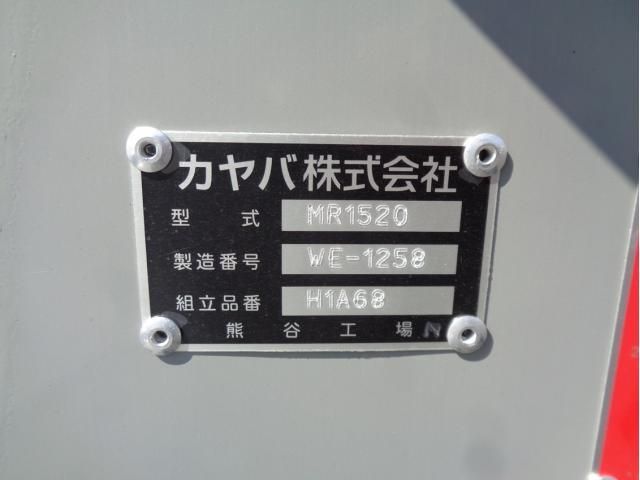 カヤバ株式会社
型式 MR1520
製造番号 WE-1258
組立品番 H1A68
熊谷工場 N